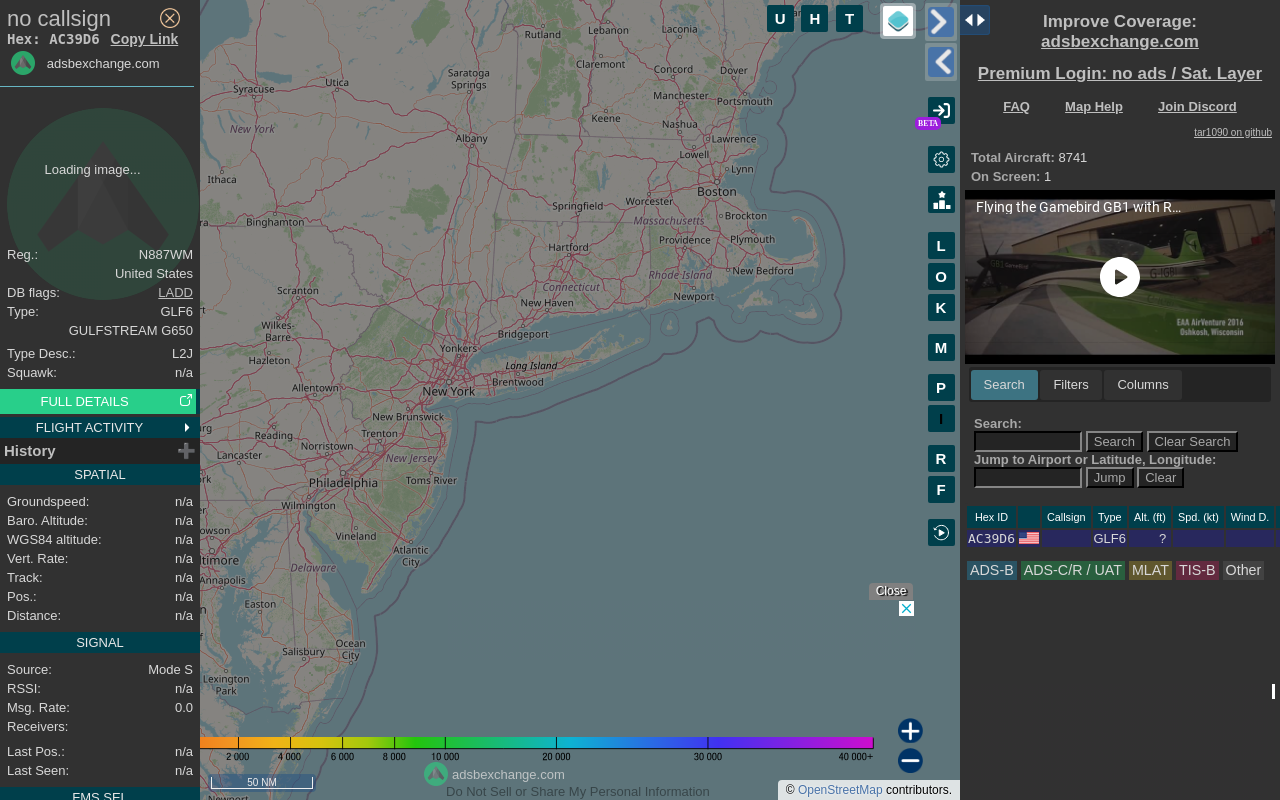 no callsign
Hex: AC39D6 Copy Link
adsbexchange.com
Loading image...
Reg.: N887WM
United States
DB flags: LADD
Type: GLF6
GULFSTREAM G650
Type Desc.: L2J
Squawk: n/a
FULL DETAILS
FLIGHT ACTIVITY
History
SPATIAL
Groundspeed: n/a
Baro. Altitude: n/a
WGS84 altitude: n/a
Vert. Rate: n/a
Track: n/a
Pos.: n/a
Distance: n/a
SIGNAL
Source: Mode S
RSSI: n/a
Msg. Rate: 0.0
Receivers:
Last Pos.: n/a
Last Seen: n/a
FMS SEL
U H T
Rutland
Lebanon
Laconia
Claremont
Concord
Dover
Saratoga
Springs
Utica
Syracuse
Manchester
Portsmouth
Keene
New York
Nashua
Albany
Lawrence
Lowell
Lynn
Ithaca
Boston
Worcester
Springfield
Binghamton
Massachusetts
Brockton
Providence
Plymouth
Hartford
Rhode Island
New Bedford
Connecticut
Scranton
New Haven
Newport
Wilkes-
Barre
Bridgeport
Yonkers
Hazleton
Long Island
Brentwood
Allentown
New York
New Brunswick
Reading
Trenton
Norristown
Lancaster
New Jersey
Philadelphia
Toms River
Wilmington
Vineland
Atlantic
City
Delaware
Annapolis
Easton
Ocean
City
Salisbury
Lexington
Park
BETA
L
O
K
M
P
I
R
F
Close
2 000 4 000 6 000 8 000 10 000 20 000 30 000 40 000+
50 NM
adsbexchange.com
Do Not Sell or Share My Personal Information
© OpenStreetMap contributors.
Improve Coverage:
adsbexchange.com
Premium Login: no ads / Sat. Layer
FAQ Map Help Join Discord
tar1090 on github
Total Aircraft: 8741
On Screen: 1
Flying the Gamebird GB1 with R...
EAA AirVenture 2016
Oshkosh, Wisconsin
Search Filters Columns
Search:
Search Clear Search
Jump to Airport or Latitude, Longitude:
Jump Clear
Hex ID Callsign Type Alt. (ft) Spd. (kt) Wind D.
AC39D6 GLF6 ?
ADS-B ADS-C/R / UAT MLAT TIS-B Other